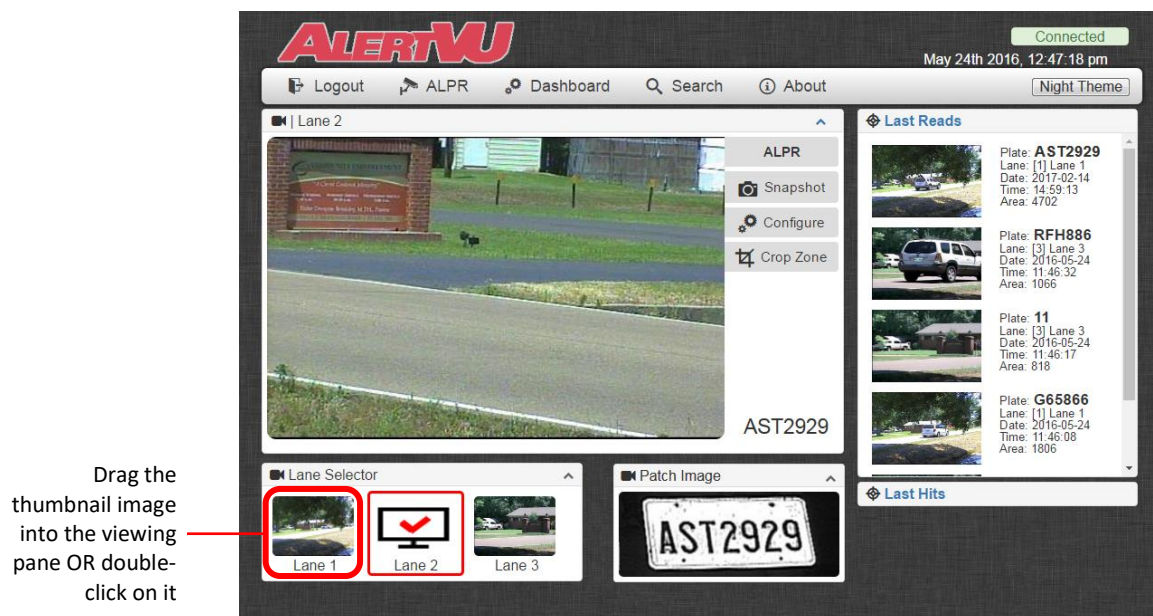 ALERTVU
Connected
May 24th 2016, 12:47:18 pm
Logout ALPR Dashboard Search About Night Theme
| Lane 2
ALPR
Snapshot
Configure
Crop Zone
AST2929
Last Reads
Plate: AST2929
Lane: [1] Lane 1
Date: 2017-02-14
Time: 14:59:13
Area: 4702
Plate: RFH886
Lane: [3] Lane 3
Date: 2016-05-24
Time: 11:46:32
Area: 1066
Plate: 11
Lane: [3] Lane 3
Date: 2016-05-24
Time: 11:46:17
Area: 818
Plate: G65866
Lane: [1] Lane 1
Date: 2016-05-24
Time: 11:46:08
Area: 1806
Last Hits
Drag the
thumbnail image
into the viewing
pane OR double-
click on it
Lane Selector
Lane 1 Lane 2 Lane 3
Patch Image
AST2929